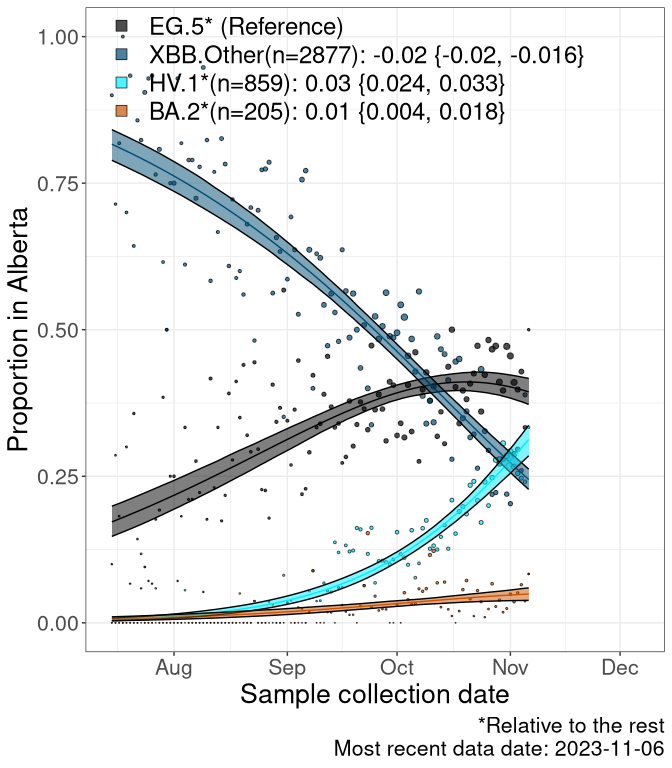 EG.5* (Reference)
XBB.Other(n=2877): -0.02 {-0.02, -0.016}
HV.1*(n=859): 0.03 {0.024, 0.033}
BA.2*(n=205): 0.01 {0.004, 0.018}
1.00
0.75
0.50
0.25
0.00
Proportion in Alberta
Aug Sep Oct Nov Dec
Sample collection date
*Relative to the rest
Most recent data date: 2023-11-06